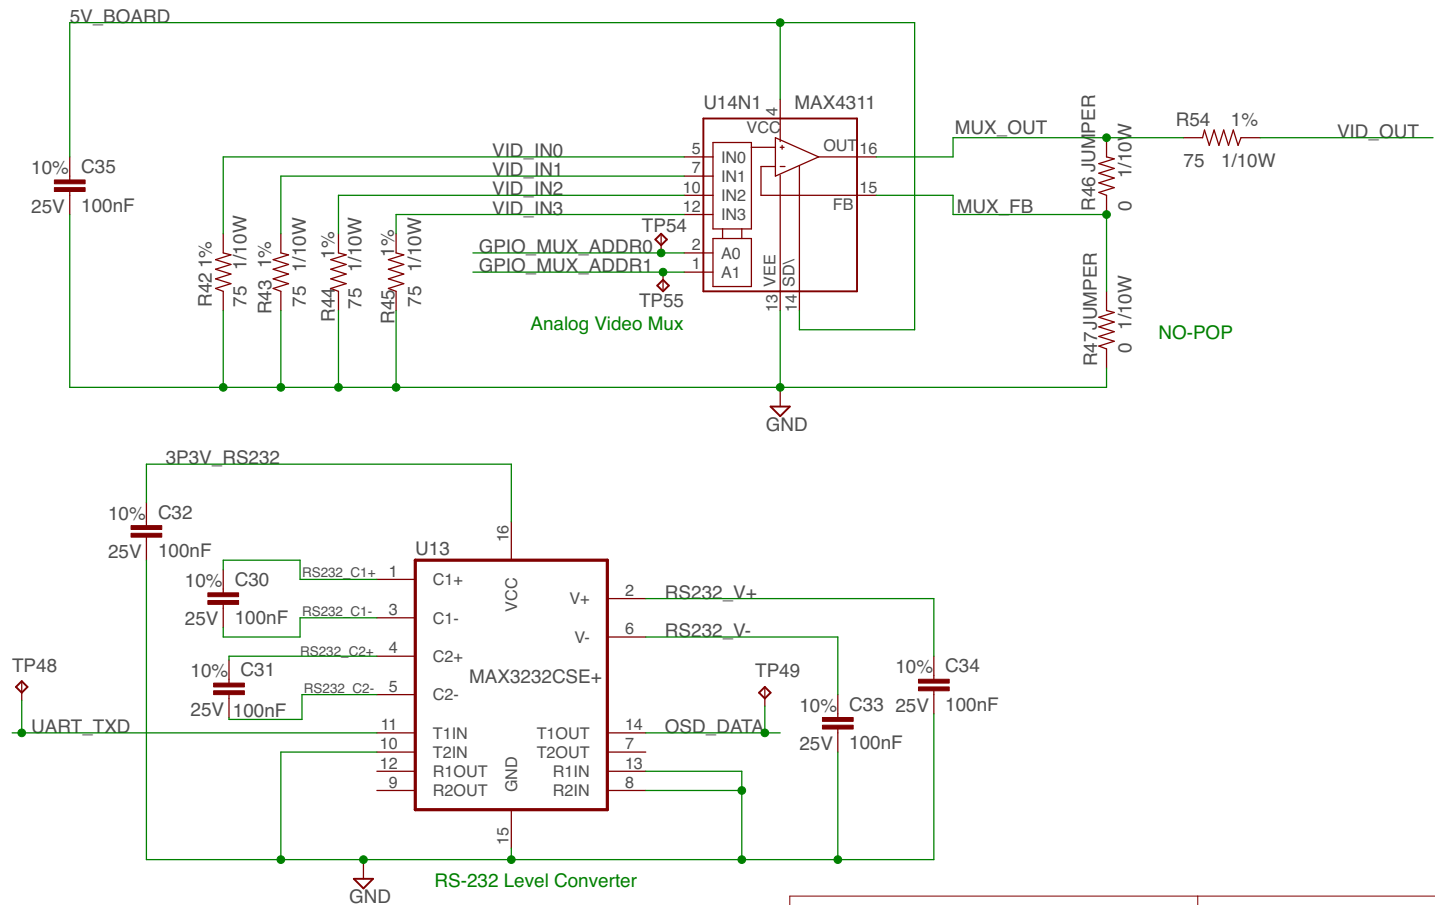 5V_BOARD
10% C35
25V 100nF
VID_IN0
VID_IN1
VID_IN2
VID_IN3
R42 1%
75 1/10W
R43 1%
75 1/10W
R44 1%
75 1/10W
R45 1%
75 1/10W
GPIO_MUX_ADDR0
GPIO_MUX_ADDR1
TP54
TP55
Analog Video Mux
U14N1 MAX4311
4
VCC
5 IN0
7 IN1
10 IN2
12 IN3
2 A0
1 A1
+
-
OUT 16
FB 15
VEE 13
SD\ 14
GND
MUX_OUT
MUX_FB
R46 JUMPER
0 1/10W
R47 JUMPER
0 1/10W
R54 1%
75 1/10W
VID_OUT
NO-POP
3P3V_RS232
10% C32
25V 100nF
10% C30
25V 100nF
10% C31
25V 100nF
RS232_C1+
RS232_C1-
RS232_C2+
RS232_C2-
TP48
UART_TXD
U13
MAX3232CSE+
16 VCC
1 C1+
3 C1-
4 C2+
5 C2-
11 T1IN
10 T2IN
12 R1OUT
9 R2OUT
GND 15
V+ 2
V- 6
T1OUT 14
T2OUT 7
R1IN 13
R2IN 8
RS232_V+
RS232_V-
TP49
OSD_DATA
10% C33
25V 100nF
10% C34
25V 100nF
GND
RS-232 Level Converter